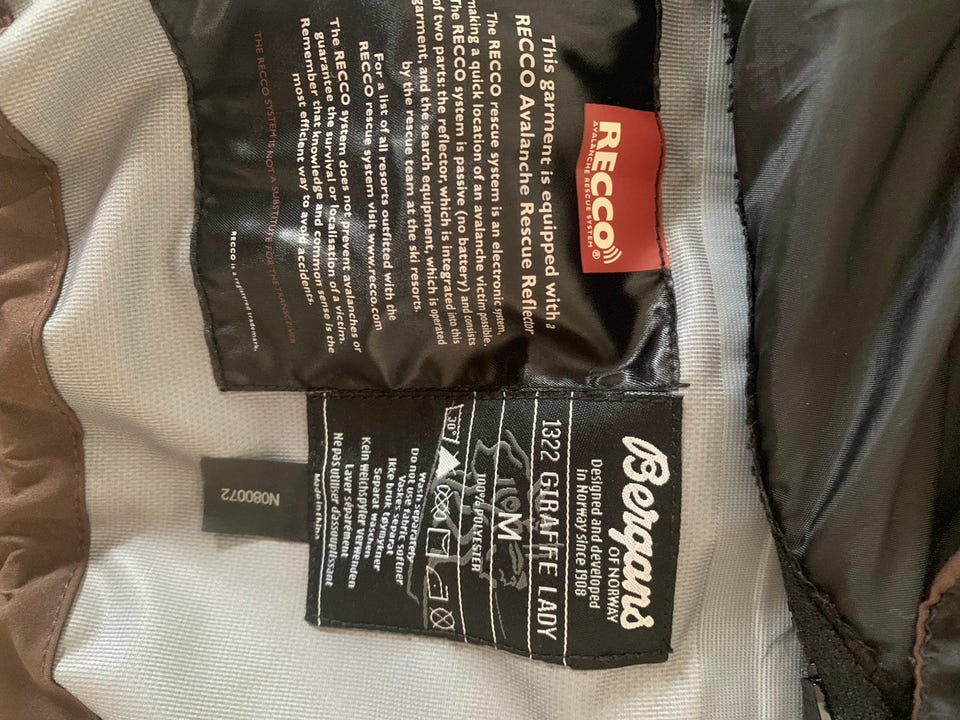 RECCO®
AVALANCHE RESCUE SYSTEM
This garment is equipped with a
RECCO Avalanche Rescue Reflector
The RECCO rescue system is an electronic system,
making a quick location of an avalanche victim possible.
The RECCO system is passive (no battery) and consists
of two parts: the reflector, which is integrated into this
garment, and the search equipment, which is operated
by the rescue team at the ski resorts.
For a list of all resorts outfitted with the
RECCO rescue system visit www.recco.com
The RECCO system does not prevent avalanches or
guarantee the survival or localisation of a victim.
Remember that knowledge and common sense is the
most efficient way to avoid accidents.
THE RECCO SYSTEM IS NOT A SUBSTITUTE FOR THE TRANSCEIVER
RECCO is a registered trademark.
Bergans
OF NORWAY
Designed and developed
in Norway since 1908
1322 GIRAFFE LADY
M
100% POLYESTER
30°
Wash separately
Do not use fabric softner
Vaskes separat
Ikke bruk tøymykner
Separat waschen
Kein weichspyler verwenden
Laver séparément
Ne pas utiliser d'assouplissant
Made in China
N080072